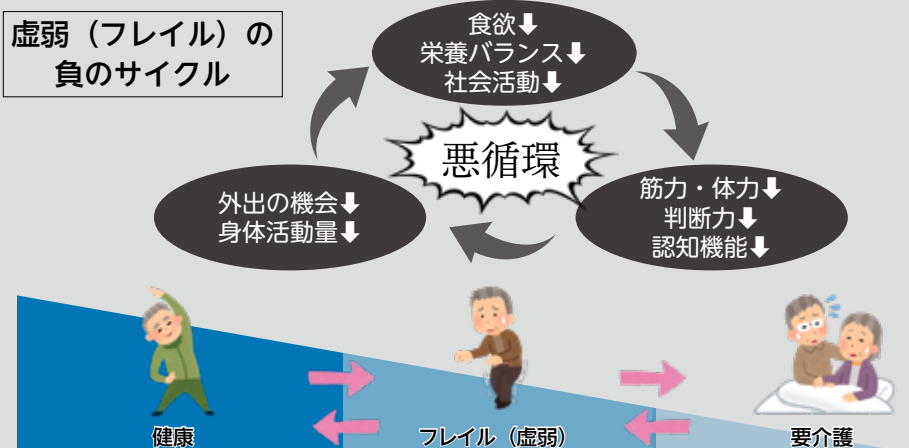 虚弱（フレイル）の
負のサイクル
食欲⬇
栄養バランス⬇
社会活動⬇
悪循環
筋力・体力⬇
判断力⬇
認知機能⬇
外出の機会⬇
身体活動量⬇
健康
フレイル（虚弱）
要介護